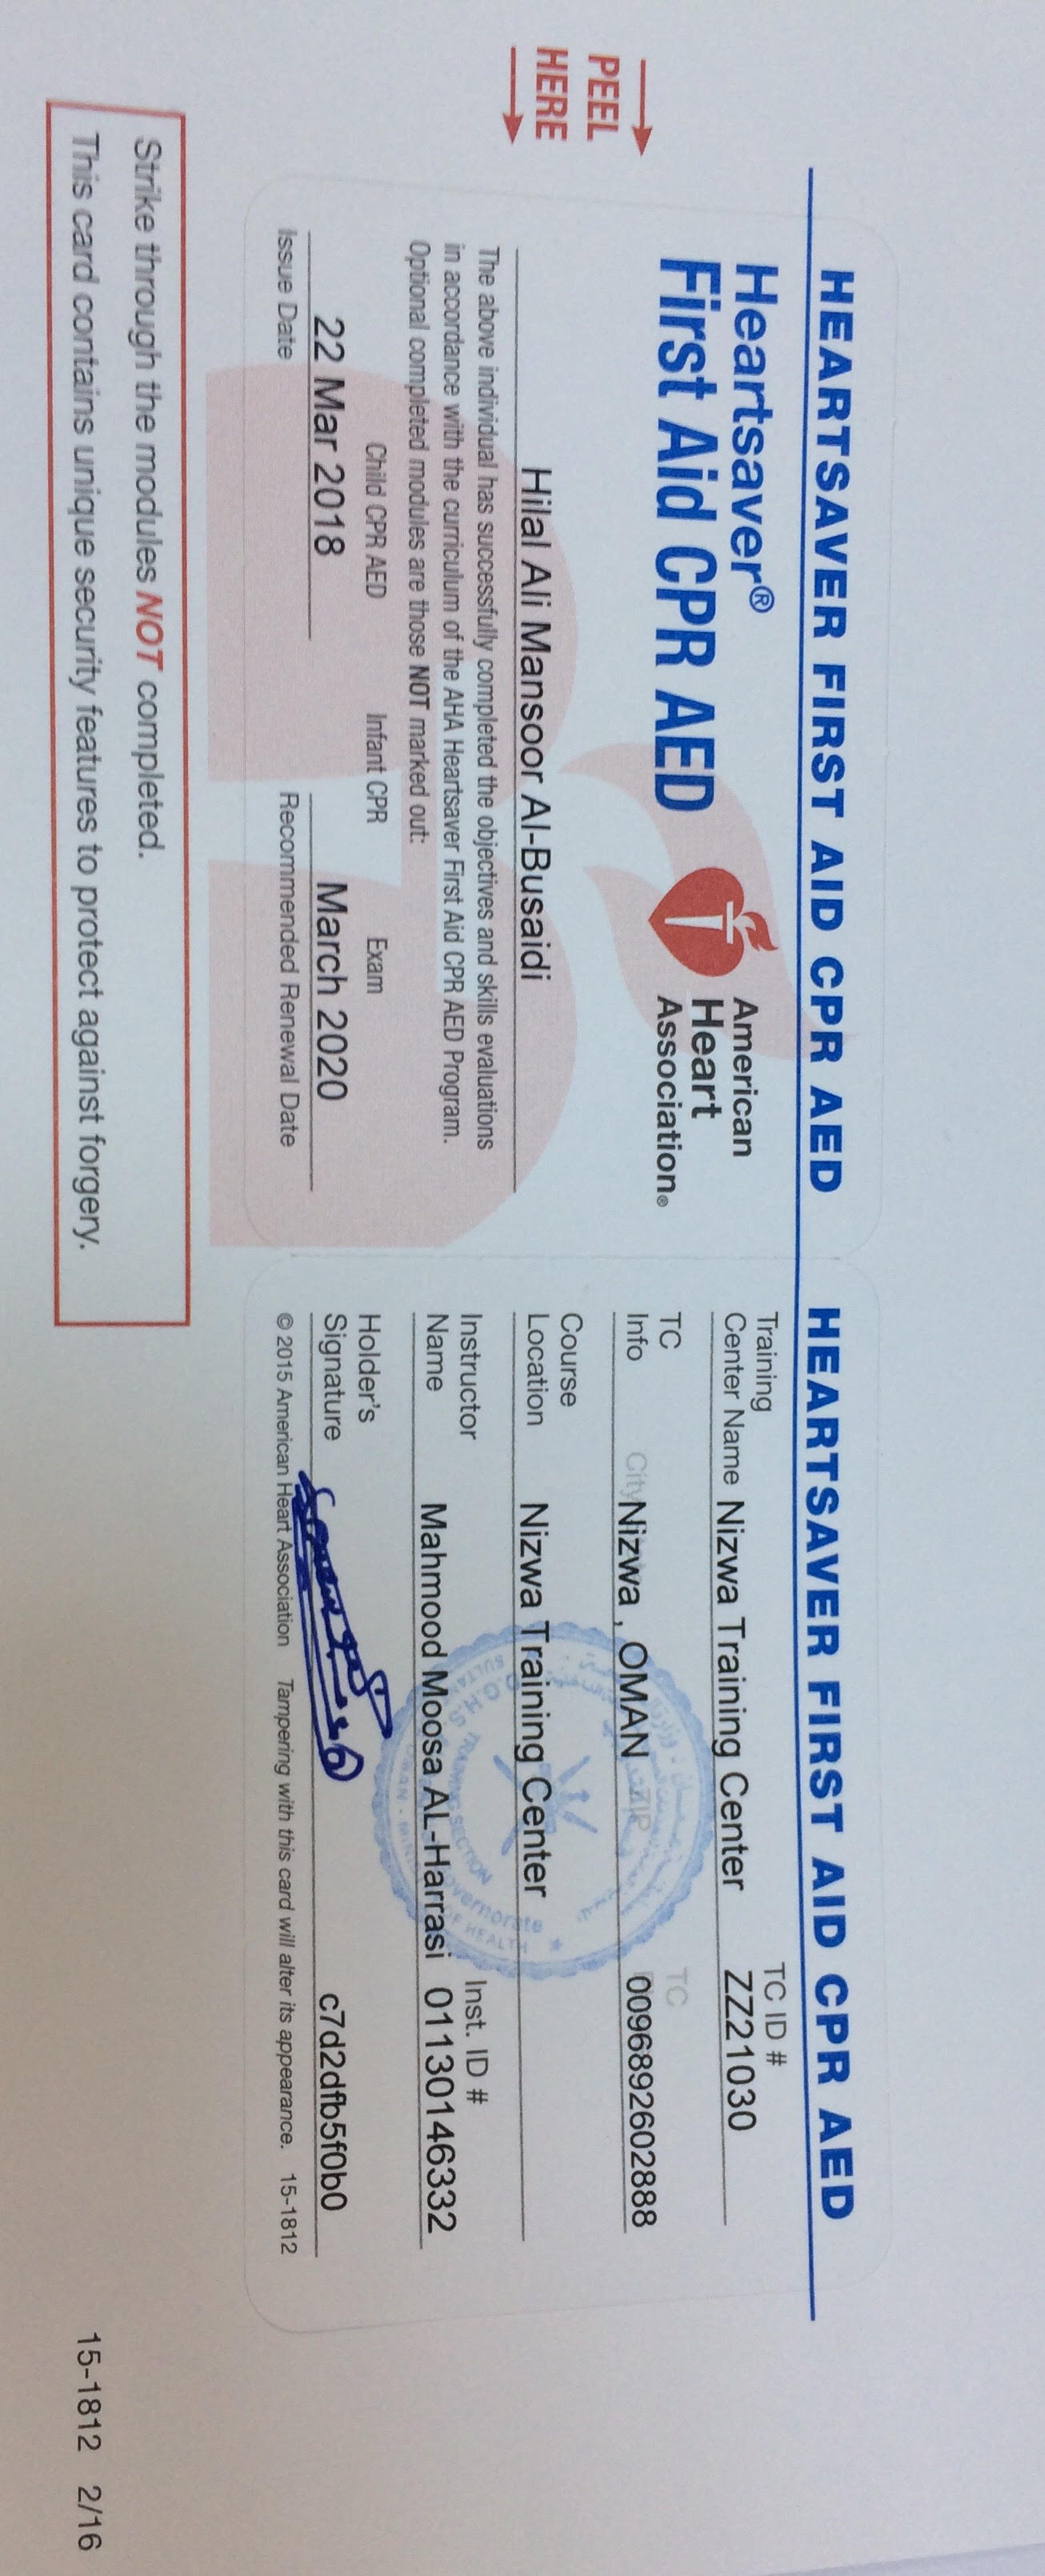 HEARTSAVER FIRST AID CPR AED
Heartsaver®
First Aid CPR AED
American
Heart
Association®
PEEL
HERE
Hilal Ali Mansoor Al-Busaidi
The above individual has successfully completed the objectives and skills evaluations
in accordance with the curriculum of the AHA Heartsaver First Aid CPR AED Program.
Optional completed modules are those NOT marked out:
Child CPR AED Infant CPR Exam
22 Mar 2018 March 2020
Issue Date Recommended Renewal Date
HEARTSAVER FIRST AID CPR AED
Training TC ID #
Center Name Nizwa Training Center ZZ21030
TC TC
Info City Nizwa , OMAN ZIP 0096892602888
Course
Location Nizwa Training Center
Instructor Inst. ID #
Name Mahmood Moosa AL-Harrasi 01130146332
Holder's
Signature c7d2dfb5f0b0
© 2015 American Heart Association Tampering with this card will alter its appearance. 15-1812
D.G.H.S
TRAINING SECTION
Governorate
OF HEALTH
Strike through the modules NOT completed.
This card contains unique security features to protect against forgery.
15-1812 2/16